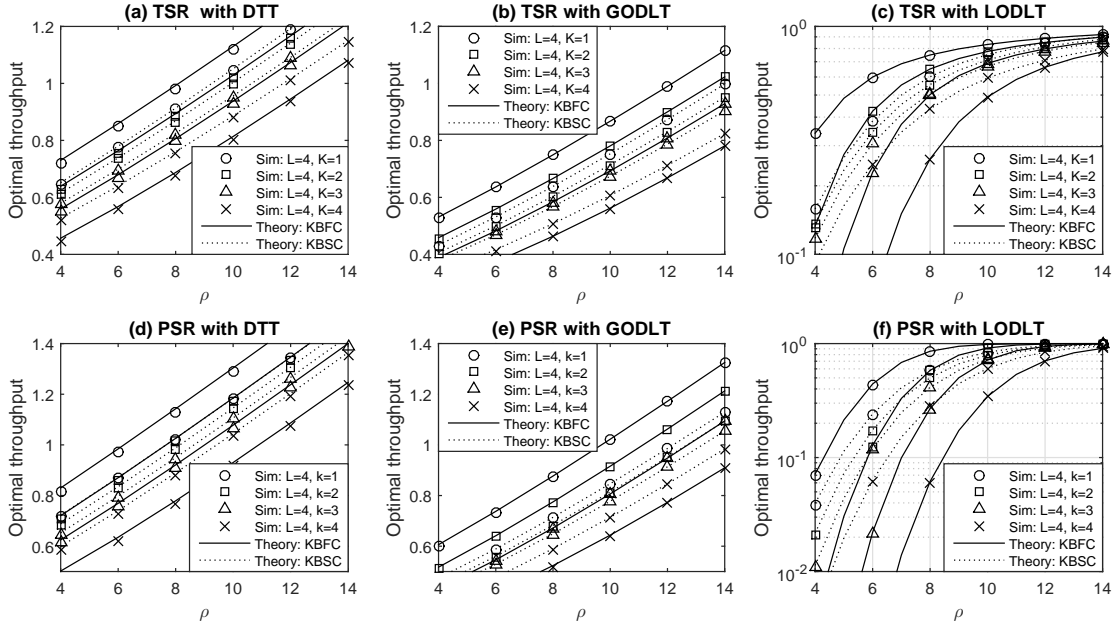 (a) TSR with DTT
1.2
1
0.8
0.6
0.4
4
6
8
10
12
14
ρ
Optimal throughput
Sim: L=4, K=1
Sim: L=4, K=2
Sim: L=4, K=3
Sim: L=4, K=4
Theory: KBFC
Theory: KBSC
(b) TSR with GODLT
1.2
1
0.8
0.6
0.4
4
6
8
10
12
14
ρ
Optimal throughput
Sim: L=4, K=1
Sim: L=4, K=2
Sim: L=4, K=3
Sim: L=4, K=4
Theory: KBFC
Theory: KBSC
(c) TSR with LODLT
10^0
10^-1
4
6
8
10
12
14
ρ
Optimal throughput
Sim: L=4, K=1
Sim: L=4, K=2
Sim: L=4, K=3
Sim: L=4, K=4
Theory: KBFC
Theory: KBSC
(d) PSR with DTT
1.4
1.2
1
0.8
0.6
4
6
8
10
12
14
ρ
Optimal throughput
Sim: L=4, k=1
Sim: L=4, k=2
Sim: L=4, k=3
Sim: L=4, k=4
Theory: KBFC
Theory: KBSC
(e) PSR with GODLT
1.4
1.2
1
0.8
0.6
4
6
8
10
12
14
ρ
Optimal throughput
Sim: L=4, k=1
Sim: L=4, k=2
Sim: L=4, k=3
Sim: L=4, k=4
Theory: KBFC
Theory: KBSC
(f) PSR with LODLT
10^0
10^-1
10^-2
4
6
8
10
12
14
ρ
Optimal throughput
Sim: L=4, k=1
Sim: L=4, k=2
Sim: L=4, k=3
Sim: L=4, k=4
Theory: KBFC
Theory: KBSC